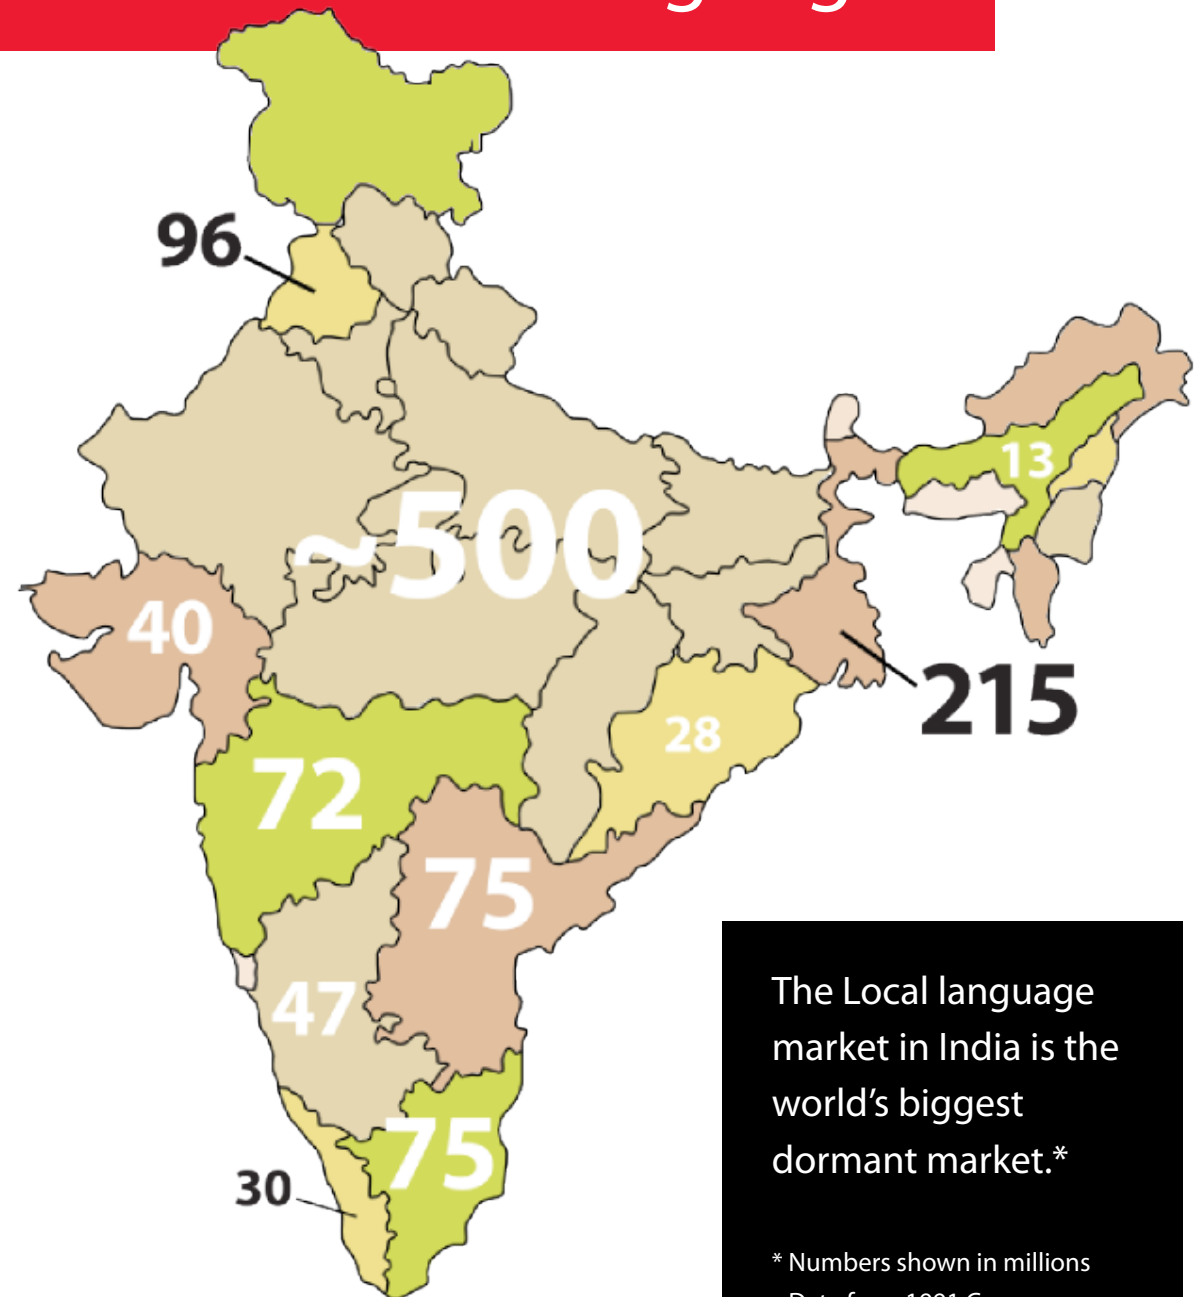 96
13
~500
40
215
28
72
75
47
75
30
The Local language
market in India is the
world's biggest
dormant market.*
* Numbers shown in millions